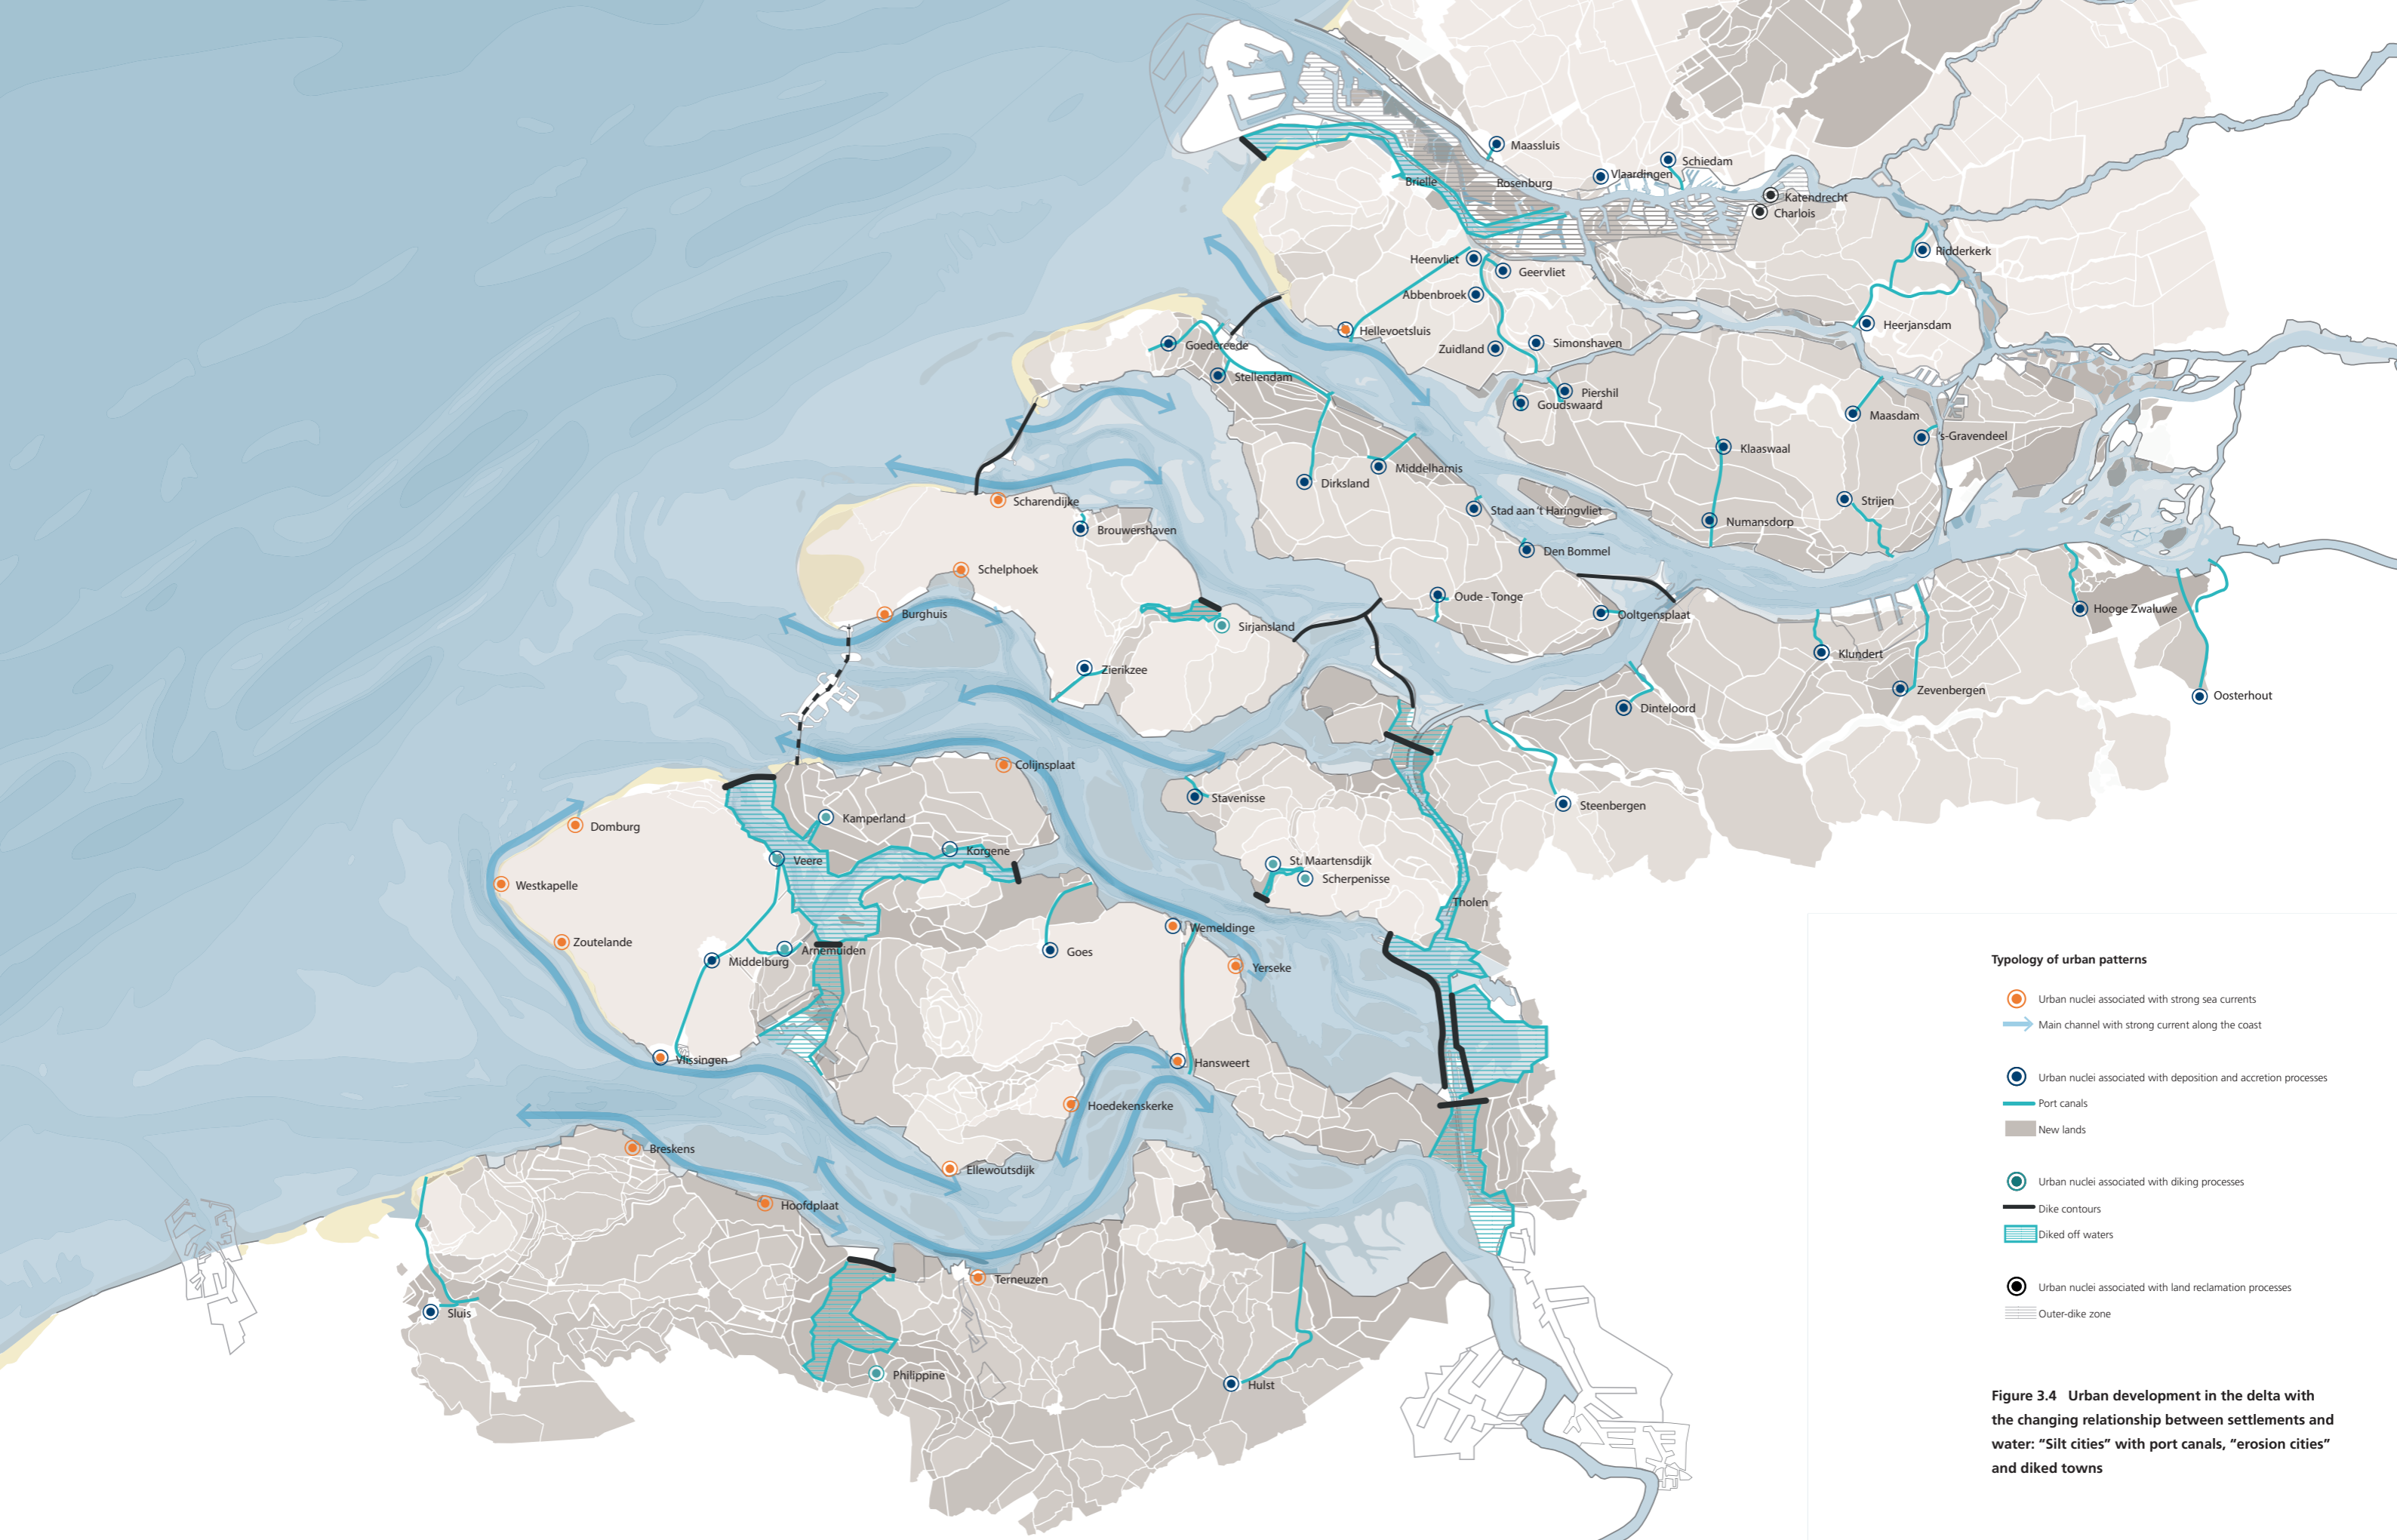 Maassluis
Schiedam
Vlaardingen
Brielle
Rosenburg
Katendrecht
Charlois
Ridderkerk
Heenvliet
Geervliet
Abbenbroek
Heerjansdam
Hellevoetsluis
Simonshaven
Zuidland
Goedereede
Stellendam
Piershil
Goudswaard
Maasdam
's-Gravendeel
Klaaswaal
Middelharnis
Dirksland
Scharendijke
Strijen
Stad aan 't Haringvliet
Numansdorp
Brouwershaven
Den Bommel
Schelphoek
Oude - Tonge
Hooge Zwaluwe
Burghuis
Ooltgensplaat
Sirjansland
Klundert
Zierikzee
Zevenbergen
Oosterhout
Dinteloord
Colijnsplaat
Stavenisse
Steenbergen
Kamperland
Domburg
Korgene
Veere
St. Maartensdijk
Scherpenisse
Westkapelle
Tholen
Wemeldinge
Zoutelande
Arnemuiden
Goes
Middelburg
Yerseke
Vlissingen
Hansweert
Hoedekenskerke
Breskens
Ellewoutsdijk
Hoofdplaat
Terneuzen
Sluis
Philippine
Hulst
Typology of urban patterns
Urban nuclei associated with strong sea currents
Main channel with strong current along the coast
Urban nuclei associated with deposition and accretion processes
Port canals
New lands
Urban nuclei associated with diking processes
Dike contours
Diked off waters
Urban nuclei associated with land reclamation processes
Outer-dike zone
Figure 3.4 Urban development in the delta with
the changing relationship between settlements and
water: “Silt cities” with port canals, “erosion cities”
and diked towns